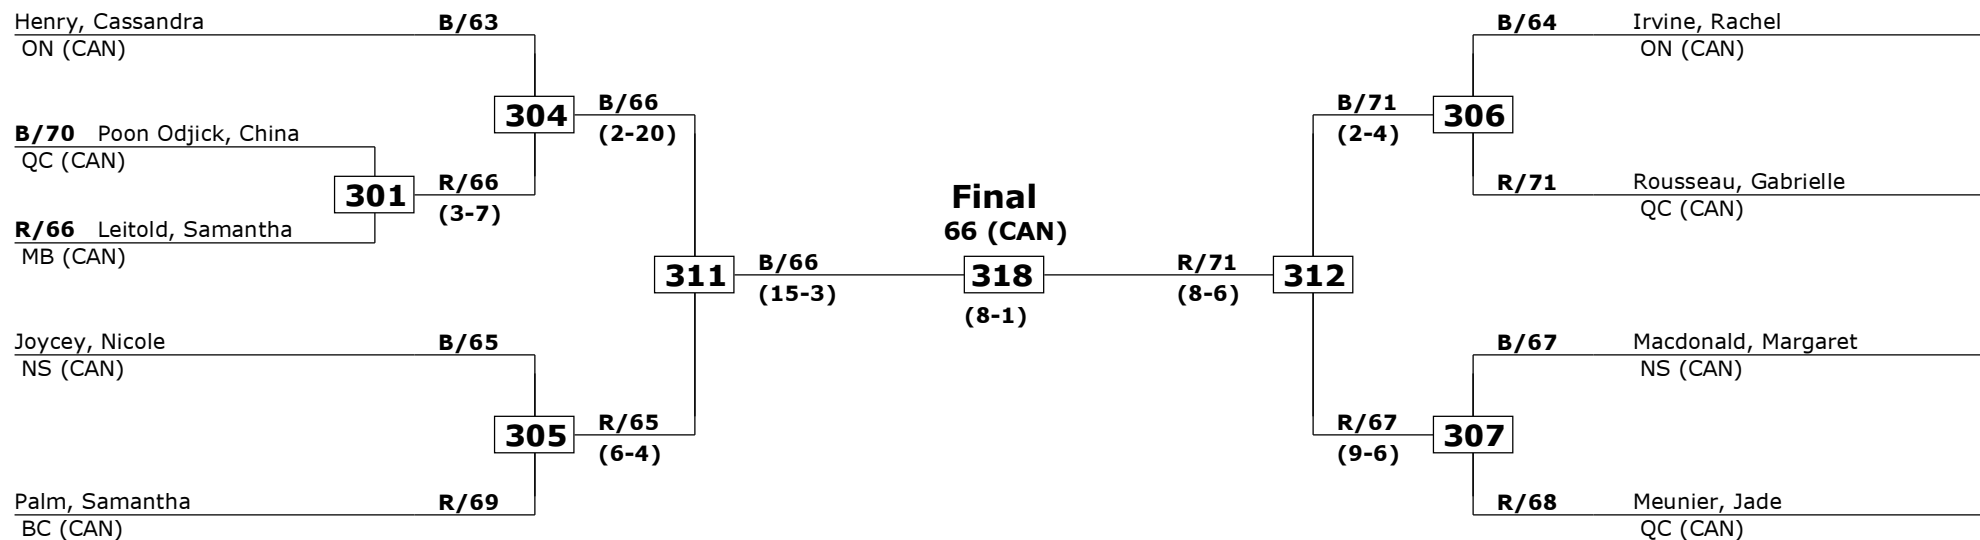 Henry, Cassandra B/63
ON (CAN)
304
B/66
(2-20)
B/70 Poon Odjick, China
QC (CAN)
301
R/66
(3-7)
R/66 Leitold, Samantha
MB (CAN)
311
B/66
(15-3)
Joycey, Nicole B/65
NS (CAN)
305
R/65
(6-4)
Palm, Samantha R/69
BC (CAN)
Final
66 (CAN)
318
(8-1)
B/64 Irvine, Rachel
ON (CAN)
B/71
(2-4)
306
R/71 Rousseau, Gabrielle
QC (CAN)
R/71
(8-6)
312
B/67 Macdonald, Margaret
NS (CAN)
R/67
(9-6)
307
R/68 Meunier, Jade
QC (CAN)